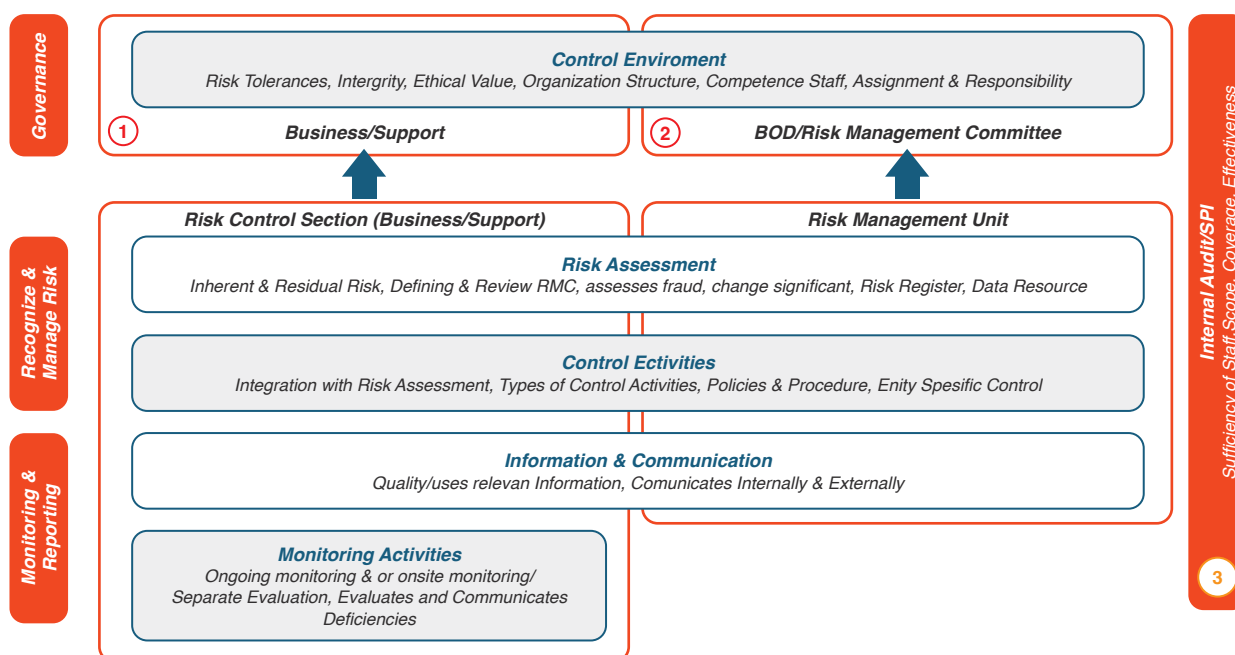 Governance
Control Enviroment
Risk Tolerances, Intergrity, Ethical Value, Organization Structure, Competence Staff, Assignment & Responsibility
1
Business/Support
2
BOD/Risk Management Committee
Recognize &
Manage Risk
Risk Control Section (Business/Support)
Risk Management Unit
Risk Assessment
Inherent & Residual Risk, Defining & Review RMC, assesses fraud, change significant, Risk Register, Data Resource
Control Ectivities
Integration with Risk Assessment, Types of Control Activities, Policies & Procedure, Enity Spesific Control
Monitoring &
Reporting
Information & Communication
Quality/uses relevan Information, Comunicates Internally & Externally
Monitoring Activities
Ongoing monitoring & or onsite monitoring/
Separate Evaluation, Evaluates and Communicates
Deficiencies
Internal Audit/SPI
Sufficiency of Staff,Scope, Coverage, Effectiveness
3